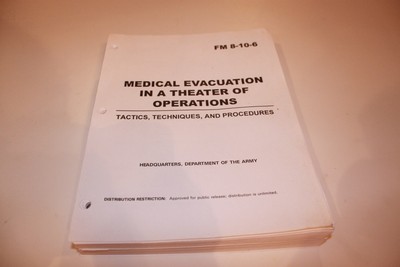 FM 8-10-6
MEDICAL EVACUATION
IN A THEATER OF
OPERATIONS
TACTICS, TECHNIQUES, AND PROCEDURES
HEADQUARTERS, DEPARTMENT OF THE ARMY
DISTRIBUTION RESTRICTION: Approved for public release; distribution is unlimited.